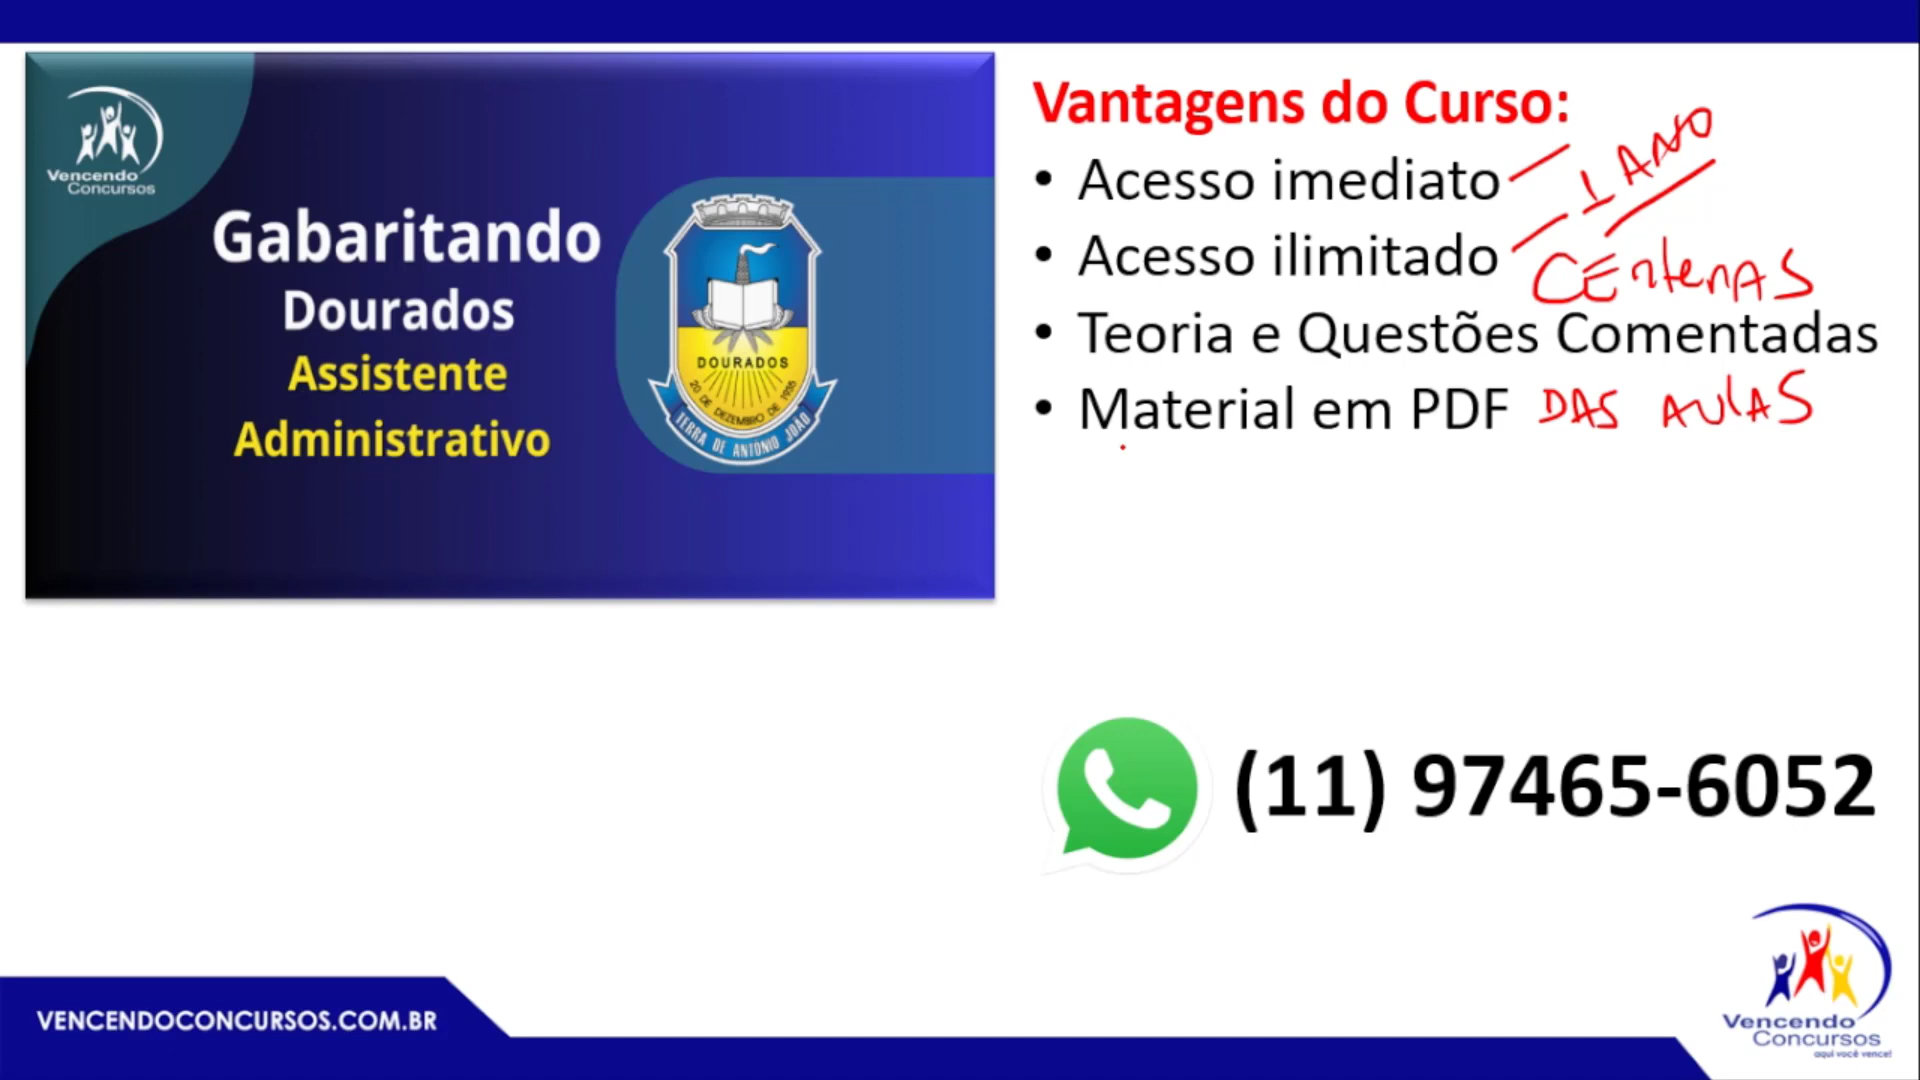 Vencendo
Concursos
Gabaritando
Dourados
Assistente
Administrativo
DOURADOS
20 DE DEZEMBRO DE 1935
TERRA DE ANTONIO JOÃO
Vantagens do Curso:
• Acesso imediato
1 ANO
• Acesso ilimitado
CENTENAS
• Teoria e Questões Comentadas
• Material em PDF DAS AULAS
(11) 97465-6052
VENCENDOCONCURSOS.COM.BR
Vencendo
Concursos
aqui você vence!